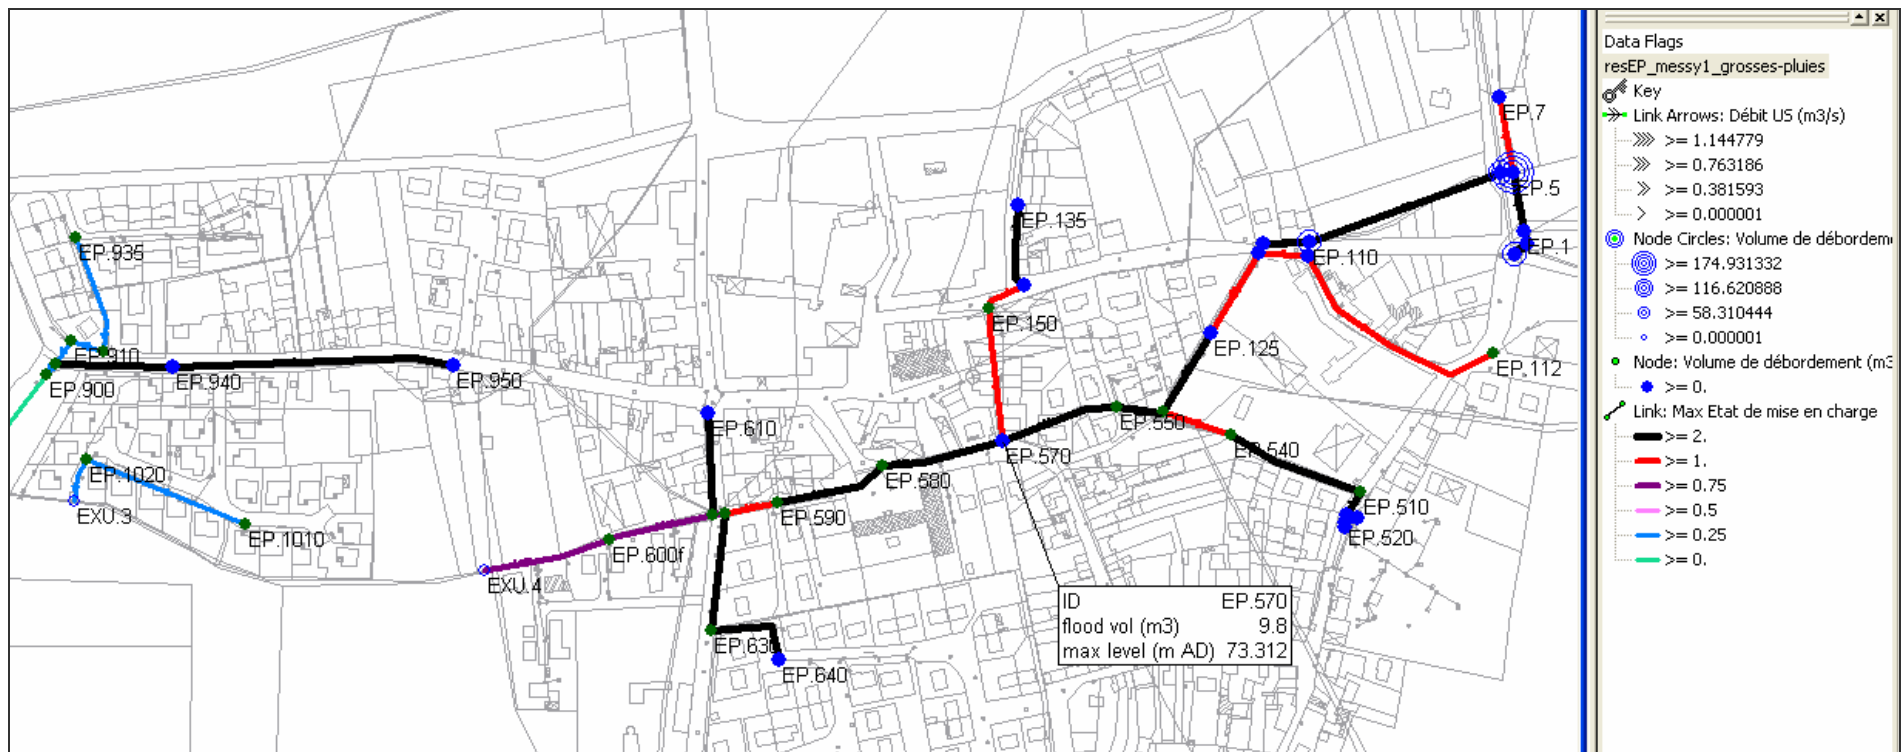 EP.7
EP.5
EP.1
EP.135
EP.110
EP.935
EP.150
EP.125
EP.910
EP.112
EP.900
EP.940
EP.950
EP.610
EP.550
EP.570
EP.540
EP.1020
EP.580
EP.510
EXU.3
EP.590
EP.520
EP.1010
EP.600f
EXU.4
EP.630
EP.640
ID EP.570
flood vol (m3) 9.8
max level (m AD) 73.312
Data Flags
resEP_messy1_grosses-pluies
Key
Link Arrows: Débit US (m3/s)
>= 1.144779
>= 0.763186
>= 0.381593
>= 0.000001
Node Circles: Volume de débordem
>= 174.931332
>= 116.620888
>= 58.310444
>= 0.000001
Node: Volume de débordement (m3
>= 0.
Link: Max Etat de mise en charge
>= 2.
>= 1.
>= 0.75
>= 0.5
>= 0.25
>= 0.